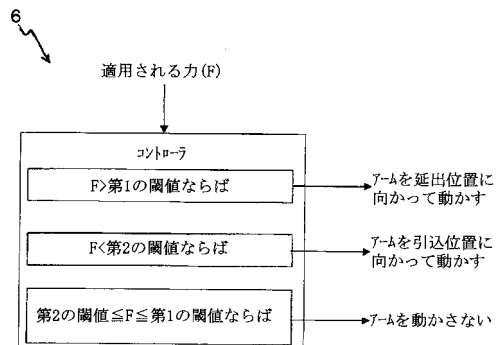 6
適用される力(F)
コントローラ
F>第1の閾値ならば
アームを延出位置に
向かって動かす
F<第2の閾値ならば
アームを引込位置に
向かって動かす
第2の閾値≦F≦第1の閾値ならば
アームを動かさない